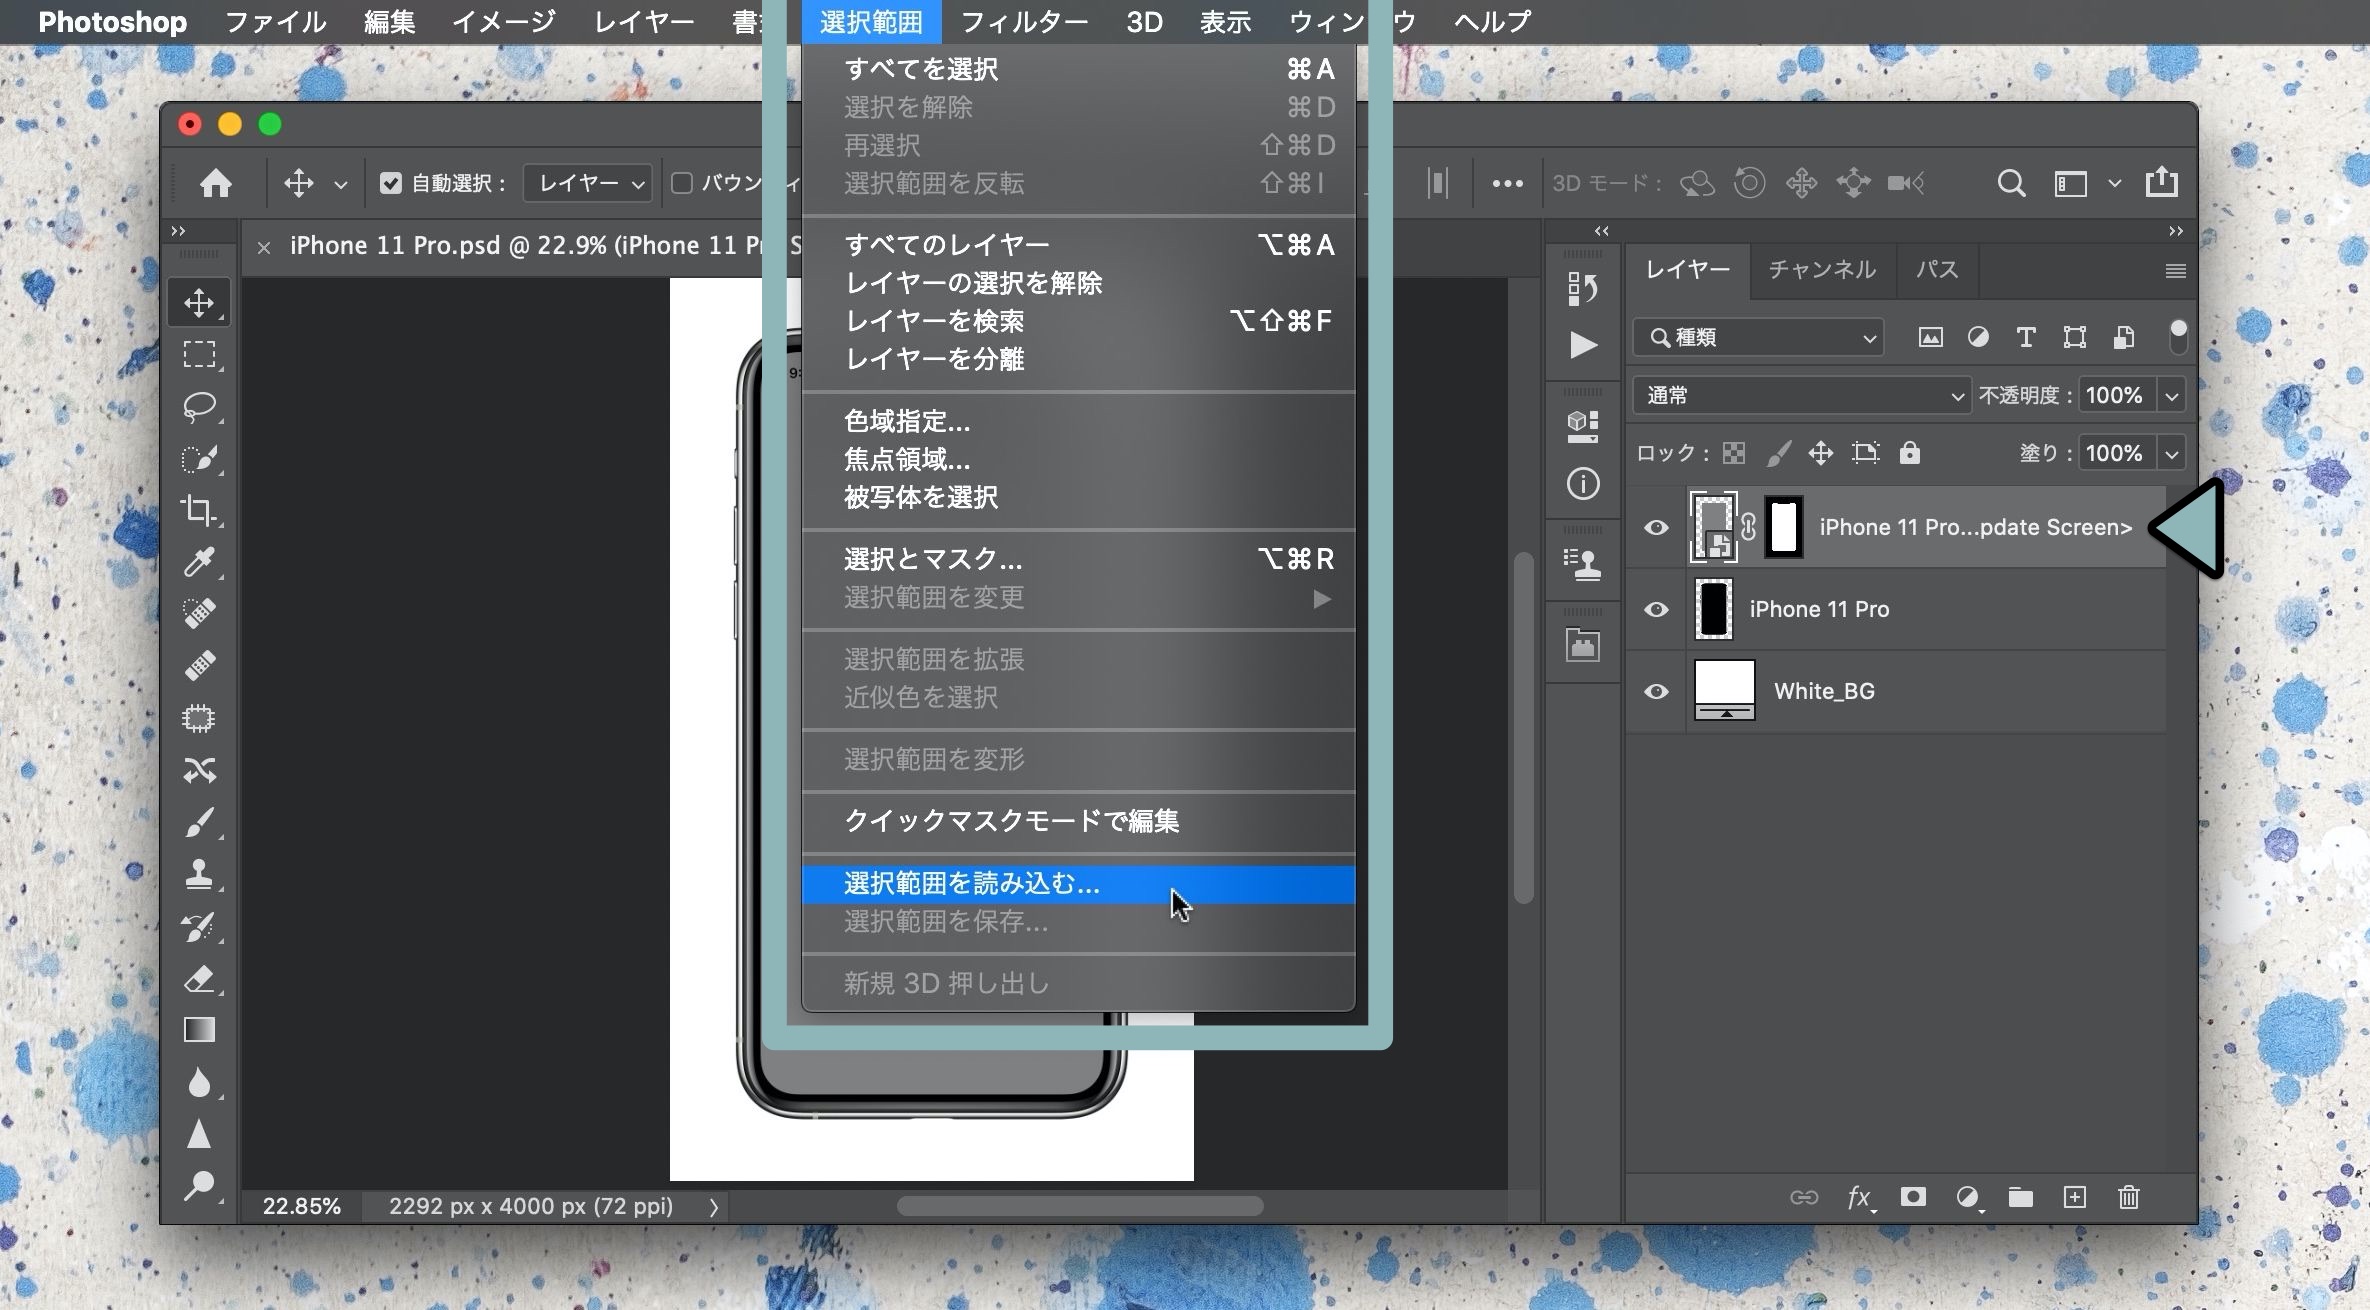 Photoshop ファイル 編集 イメージ レイヤー 書 選択範囲 フィルター 3D 表示 ウィン ウ ヘルプ
自動選択： レイヤー バウン
3D モード：
iPhone 11 Pro.psd @ 22.9% (iPhone 11 P S
9:
すべてを選択 ⌘A
選択を解除 ⌘D
再選択 ⇧⌘D
選択範囲を反転 ⇧⌘I
すべてのレイヤー ⌥⌘A
レイヤーの選択を解除
レイヤーを検索 ⌥⇧⌘F
レイヤーを分離
色域指定...
焦点領域...
被写体を選択
選択とマスク... ⌥⌘R
選択範囲を変更 ▶
選択範囲を拡張
近似色を選択
選択範囲を変形
クイックマスクモードで編集
選択範囲を読み込む...
選択範囲を保存...
新規 3D 押し出し
レイヤー チャンネル パス
種類
通常 不透明度： 100%
ロック： 塗り： 100%
iPhone 11 Pro...pdate Screen>
iPhone 11 Pro
White_BG
fx
22.85% 2292 px x 4000 px (72 ppi)